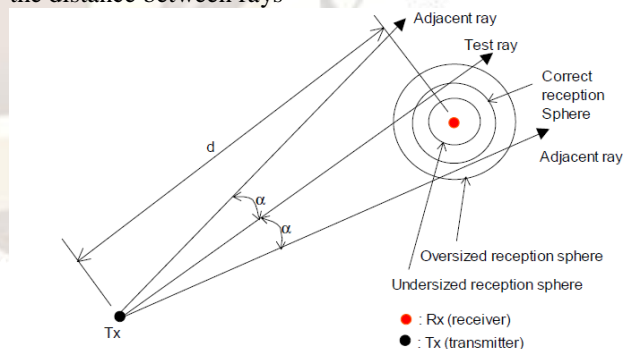 the distance between rays
Adjacent ray
Test ray
Correct
reception
Sphere
d
Adjacent ray
α
α
Oversized reception sphere
Undersized reception sphere
Tx
: Rx (receiver)
: Tx (transmitter)